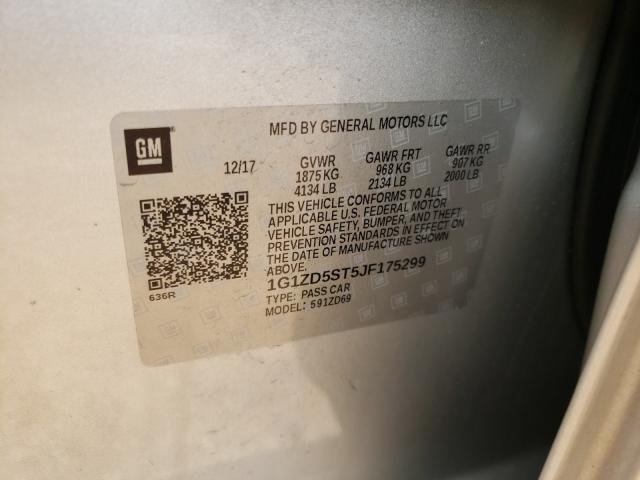 GM
MFD BY GENERAL MOTORS LLC
12/17 GVWR GAWR FRT GAWR RR
1875 KG 968 KG 907 KG
4134 LB 2134 LB 2000 LB
THIS VEHICLE CONFORMS TO ALL
APPLICABLE U.S. FEDERAL MOTOR
VEHICLE SAFETY, BUMPER, AND THEFT
PREVENTION STANDARDS IN EFFECT ON
THE DATE OF MANUFACTURE SHOWN
ABOVE.
1G1ZD5ST5JF175299
TYPE: PASS CAR
MODEL: 591ZD69
636R